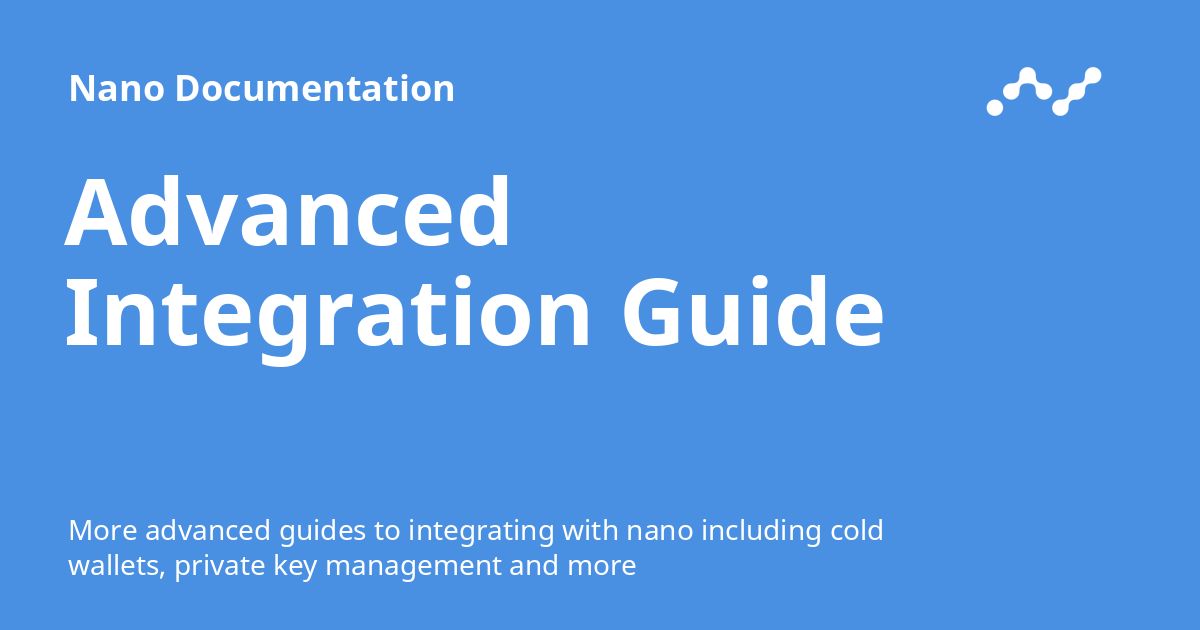 Nano Documentation
Advanced
Integration Guide
More advanced guides to integrating with nano including cold
wallets, private key management and more